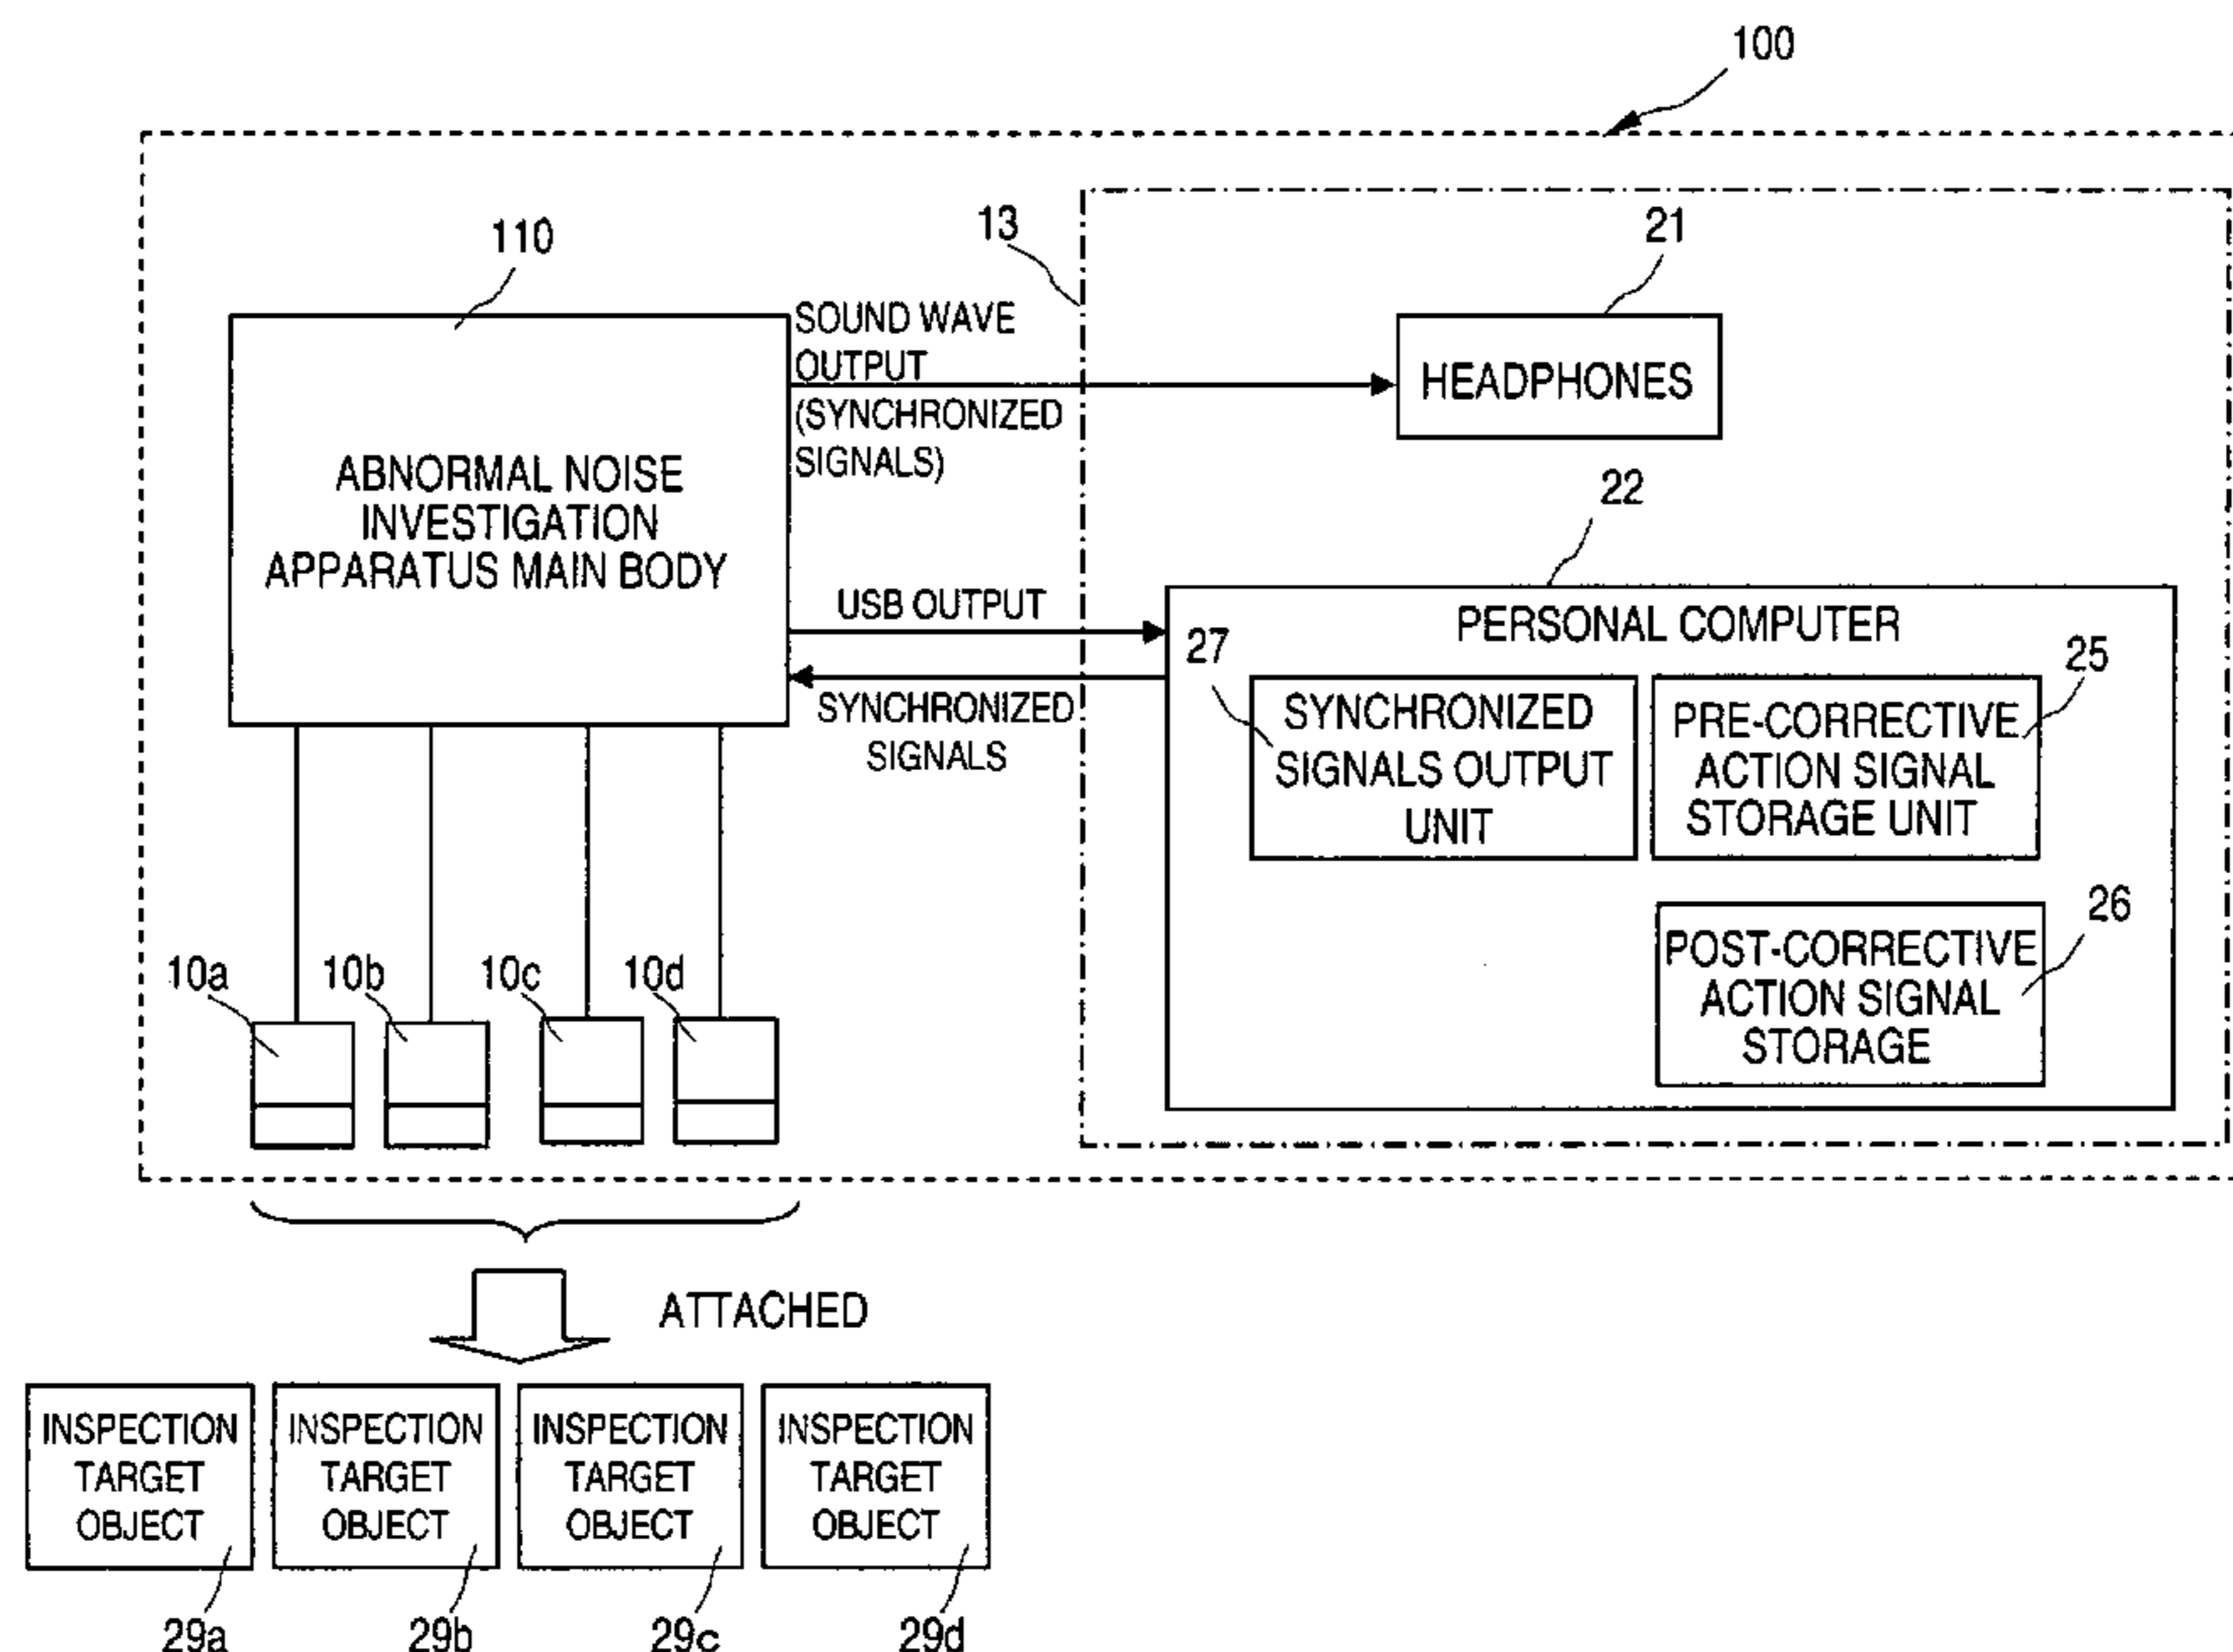 100
13
21
110
SOUND WAVE
OUTPUT
(SYNCHRONIZED
SIGNALS)
HEADPHONES
ABNORMAL NOISE
INVESTIGATION
APPARATUS MAIN BODY
22
USB OUTPUT
PERSONAL COMPUTER
27
25
SYNCHRONIZED
SIGNALS
SYNCHRONIZED
SIGNALS OUTPUT
UNIT
PRE-CORRECTIVE
ACTION SIGNAL
STORAGE UNIT
26
POST-CORRECTIVE
ACTION SIGNAL
STORAGE
10a
10b
10c
10d
ATTACHED
INSPECTION
TARGET
OBJECT
INSPECTION
TARGET
OBJECT
INSPECTION
TARGET
OBJECT
INSPECTION
TARGET
OBJECT
29a
29b
29c
29d